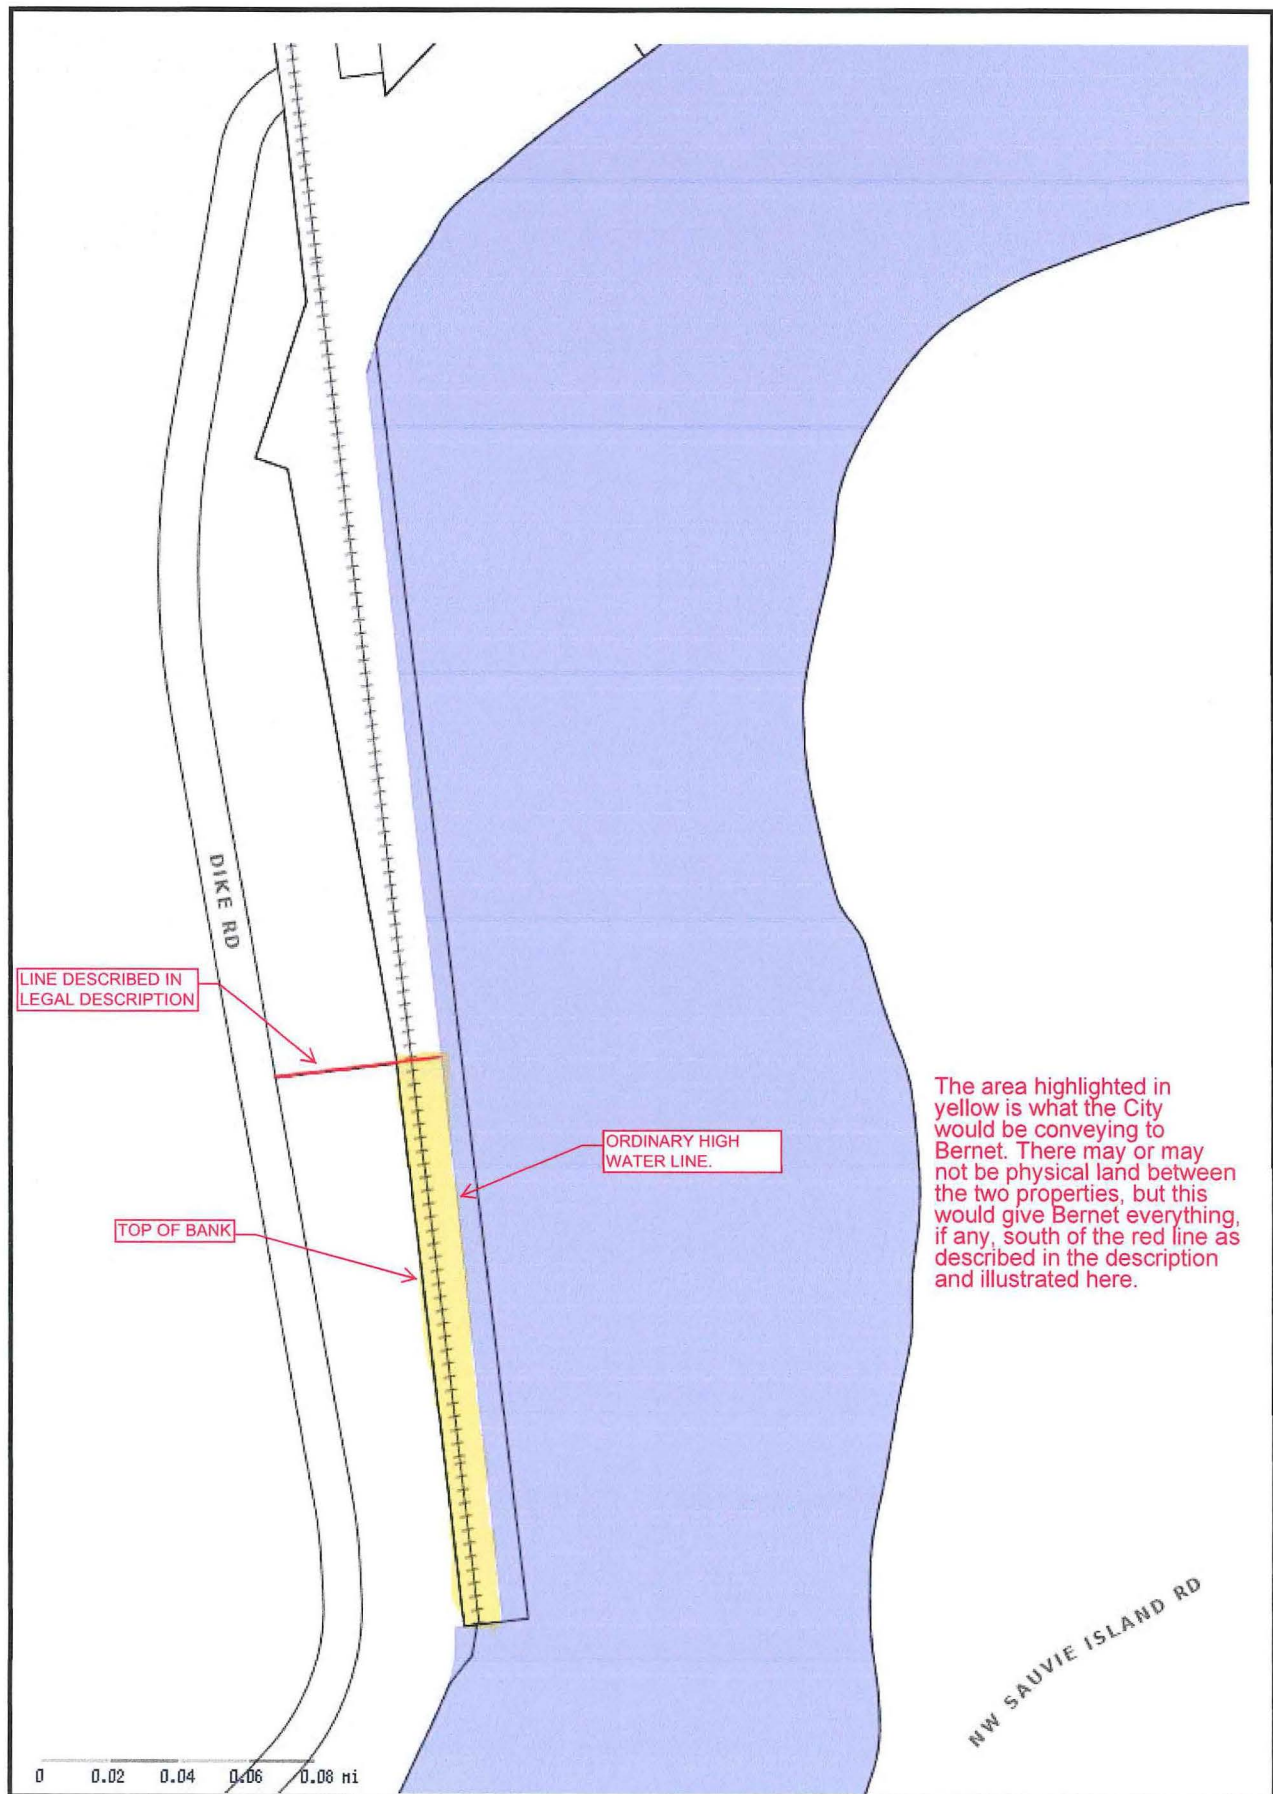 DIKE RD
LINE DESCRIBED IN
LEGAL DESCRIPTION
The area highlighted in
yellow is what the City
would be conveying to
Bernet. There may or may
not be physical land between
the two properties, but this
would give Bernet everything,
if any, south of the red line as
described in the description
and illustrated here.
ORDINARY HIGH
WATER LINE.
TOP OF BANK
NW SAUVIE ISLAND RD
0 0.02 0.04 0.06 0.08 mi